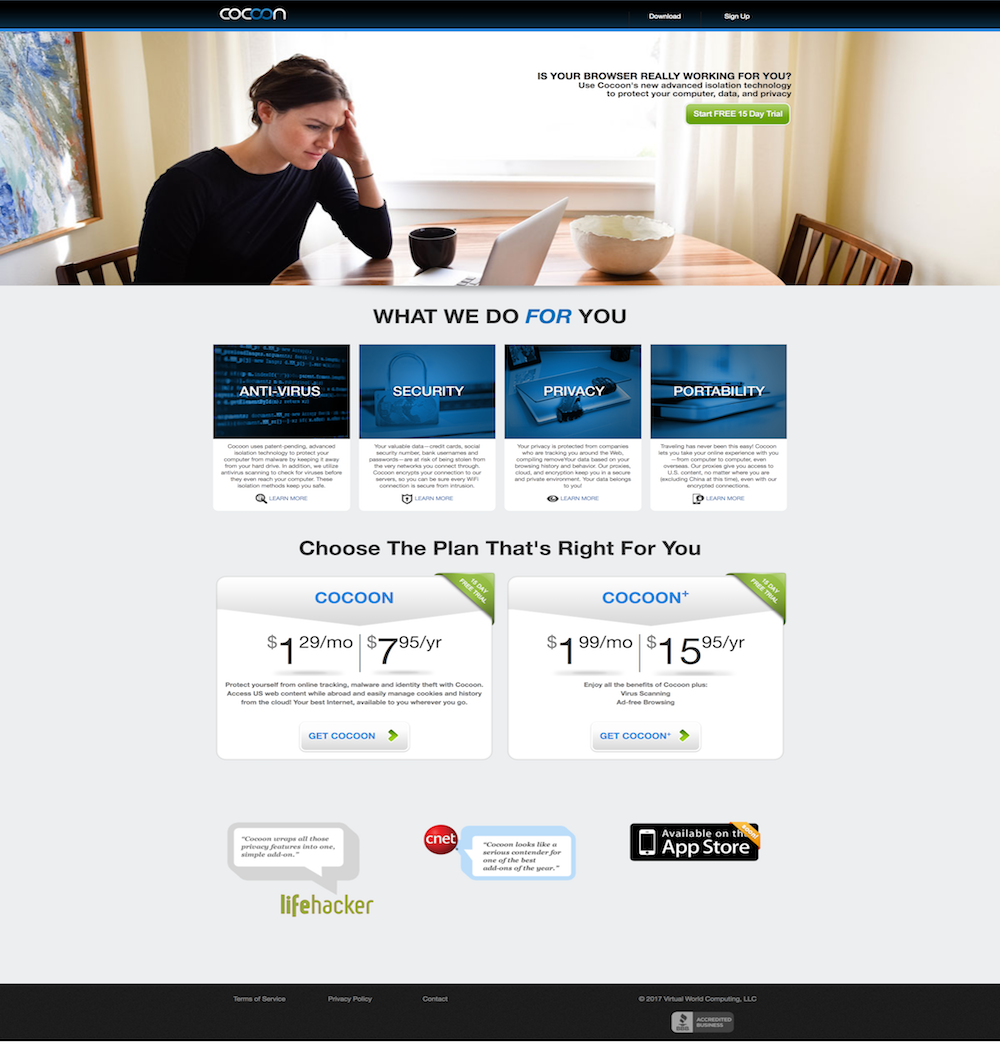 COCOON
Download
Sign Up
IS YOUR BROWSER REALLY WORKING FOR YOU?
Use Cocoon's new advanced isolation technology
to protect your computer, data, and privacy
Start FREE 15 Day Trial
WHAT WE DO FOR YOU
ANTI-VIRUS
Cocoon uses patent-pending, advanced
isolation technology to protect your
computer from malware by keeping it away
from your hard drive. In addition, we utilize
antivirus scanning to check for viruses before
they even reach your computer. These
isolation methods keep you safe.
LEARN MORE
SECURITY
Your valuable data—credit cards, social
security number, bank usernames and
passwords—are at risk of being stolen from
the very networks you connect through.
Cocoon encrypts your connection to our
servers, so you can be sure every WiFi
connection is secure from intrusion.
LEARN MORE
PRIVACY
Your privacy is protected from companies
who are tracking you around the Web,
compiling removeYour data based on your
browsing history and behavior. Our proxies,
cloud, and encryption keep you in a secure
and private environment. Your data belongs
to you!
LEARN MORE
PORTABILITY
Traveling has never been this easy! Cocoon
lets you take your online experience with you
—from computer to computer, even
overseas. Our proxies give you access to
U.S. content, no matter where you are
(excluding China at this time), even with our
encrypted connections.
LEARN MORE
Choose The Plan That's Right For You
COCOON
15 DAY
FREE TRIAL
$1 29/mo
$7 95/yr
Protect yourself from online tracking, malware and identity theft with Cocoon.
Access US web content while abroad and easily manage cookies and history
from the cloud! Your best Internet, available to you wherever you go.
GET COCOON
COCOON+
15 DAY
FREE TRIAL
$1 99/mo
$15 95/yr
Enjoy all the benefits of Cocoon plus:
Virus Scanning
Ad-free Browsing
GET COCOON+
“Cocoon wraps all those
privacy features into one,
simple add-on.”
lifehacker
cnet
“Cocoon looks like a
serious contender for
one of the best
add-ons of the year.”
Available on the
App Store
soon!
Terms of Service
Privacy Policy
Contact
© 2017 Virtual World Computing, LLC
BBB
ACCREDITED
BUSINESS